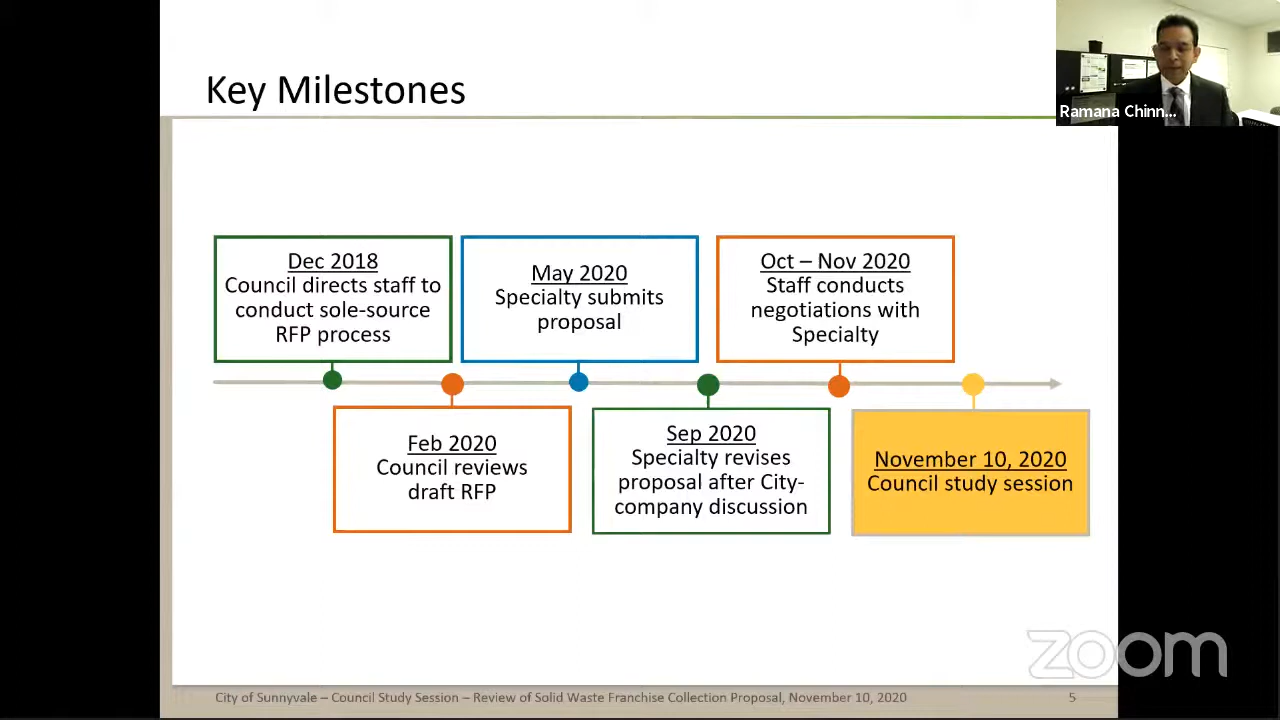 Key Milestones
Ramana Chinn...
Dec 2018
Council directs staff to
conduct sole-source
RFP process
May 2020
Specialty submits
proposal
Oct – Nov 2020
Staff conducts
negotiations with
Specialty
Feb 2020
Council reviews
draft RFP
Sep 2020
Specialty revises
proposal after City-
company discussion
November 10, 2020
Council study session
zoom
City of Sunnyvale – Council Study Session – Review of Solid Waste Franchise Collection Proposal, November 10, 2020
5